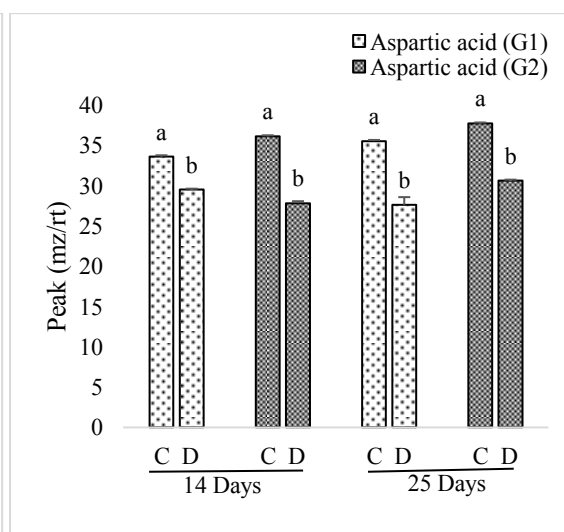 Aspartic acid (G1)
Aspartic acid (G2)
Peak (mz/rt)
40
35
30
25
20
15
10
5
0
a
b
a
b
a
b
a
b
C D C D C D C D
14 Days 25 Days